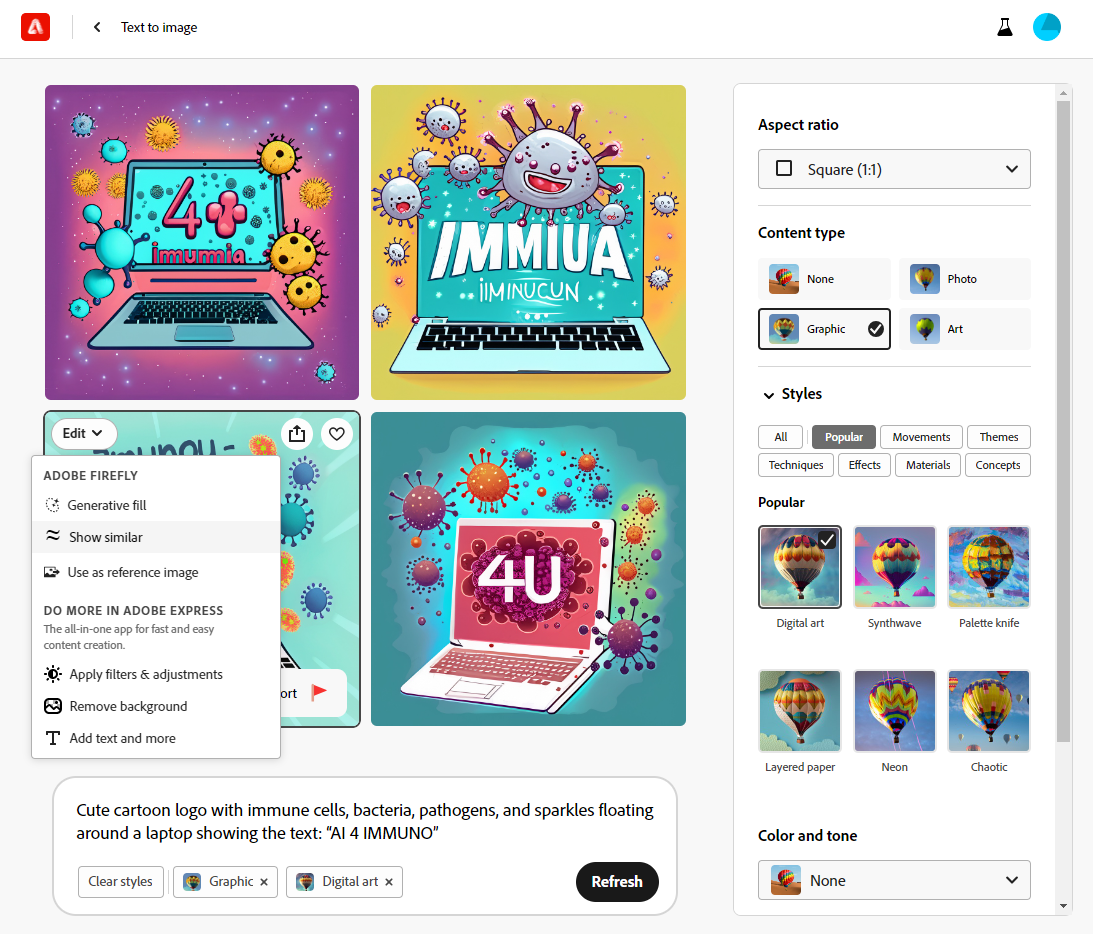 Text to image
4+
immumia
IMMIUA
IIMINUCUN
Edit
ADOBE FIREFLY
Generative fill
Show similar
Use as reference image
DO MORE IN ADOBE EXPRESS
The all-in-one app for fast and easy
content creation.
Apply filters & adjustments
Remove background
Add text and more
ort
4U
Cute cartoon logo with immune cells, bacteria, pathogens, and sparkles floating
around a laptop showing the text: “AI 4 IMMUNO”
Clear styles
Graphic ×
Digital art ×
Refresh
Aspect ratio
Square (1:1)
Content type
None
Photo
Graphic
Art
Styles
All
Popular
Movements
Themes
Techniques
Effects
Materials
Concepts
Popular
Digital art
Synthwave
Palette knife
Layered paper
Neon
Chaotic
Color and tone
None